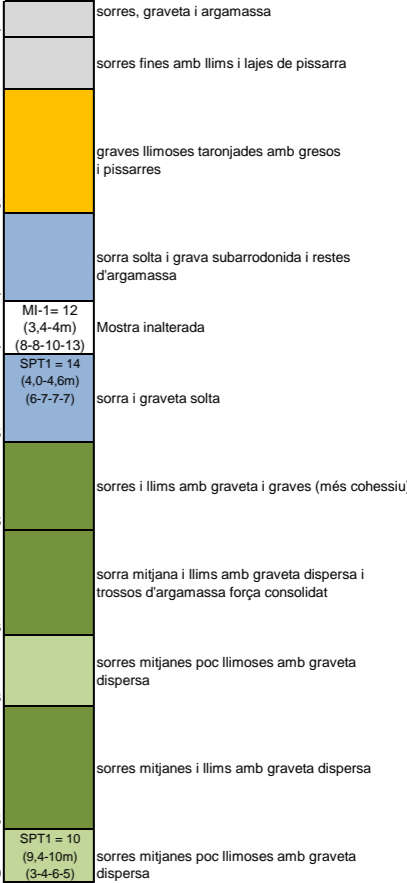 sorres, graveta i argamassa
sorres fines amb llims i lajes de pissarra
graves llimoses taronjades amb gresos
i pissarres
sorra solta i grava subarrodonida i restes
d'argamassa
MI-1= 12
(3,4-4m)
(8-8-10-13)
Mostra inalterada
SPT1 = 14
(4,0-4,6m)
(6-7-7-7)
sorra i graveta solta
sorres i llims amb graveta i graves (més cohessiu)
sorra mitjana i llims amb graveta dispersa i
trossos d'argamassa força consolidat
sorres mitjanes poc llimoses amb graveta
dispersa
sorres mitjanes i llims amb graveta dispersa
SPT1 = 10
(9,4-10m)
(3-4-6-5)
sorres mitjanes poc llimoses amb graveta
dispersa